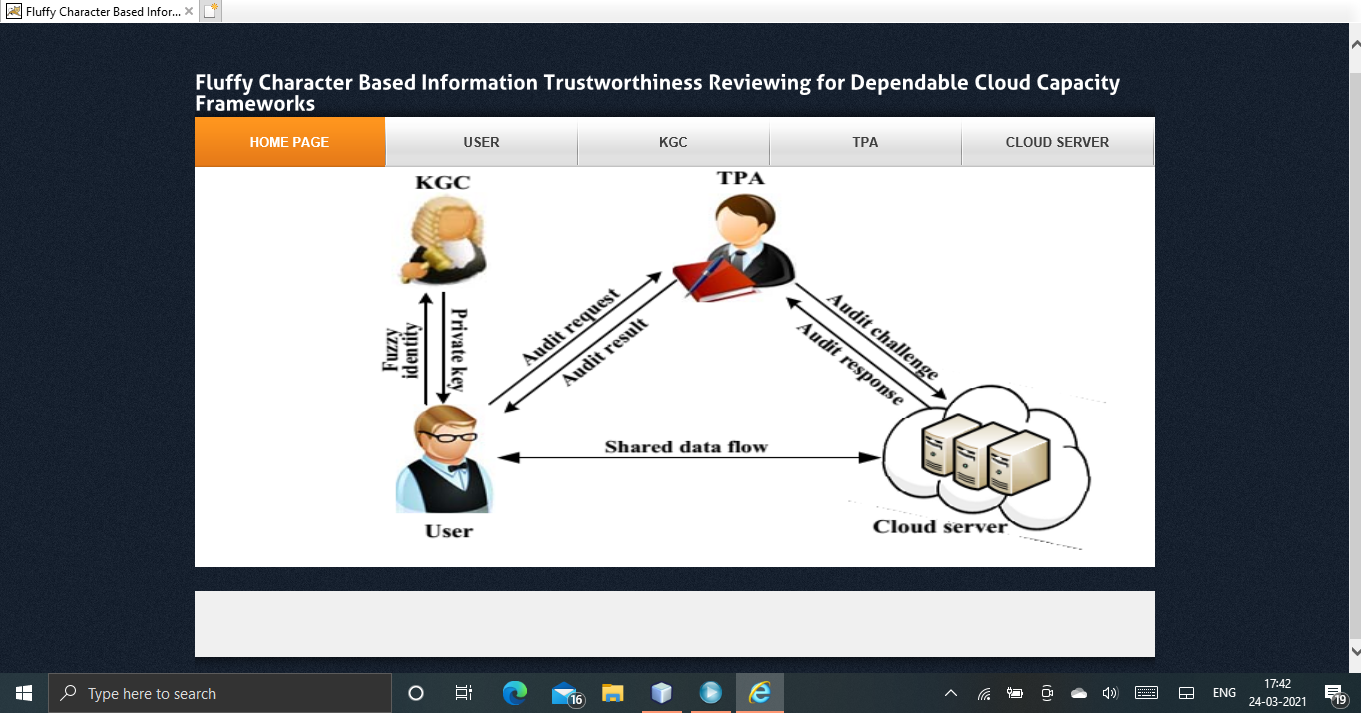 Fluffy Character Based Infor...
Fluffy Character Based Information Trustworthiness Reviewing for Dependable Cloud Capacity
Frameworks
HOME PAGE
USER
KGC
TPA
CLOUD SERVER
KGC
TPA
Fuzzy
identity
Private key
Audit request
Audit result
Audit challenge
Audit response
Shared data flow
User
Cloud server
Type here to search
16
ENG
17:42
24-03-2021
19